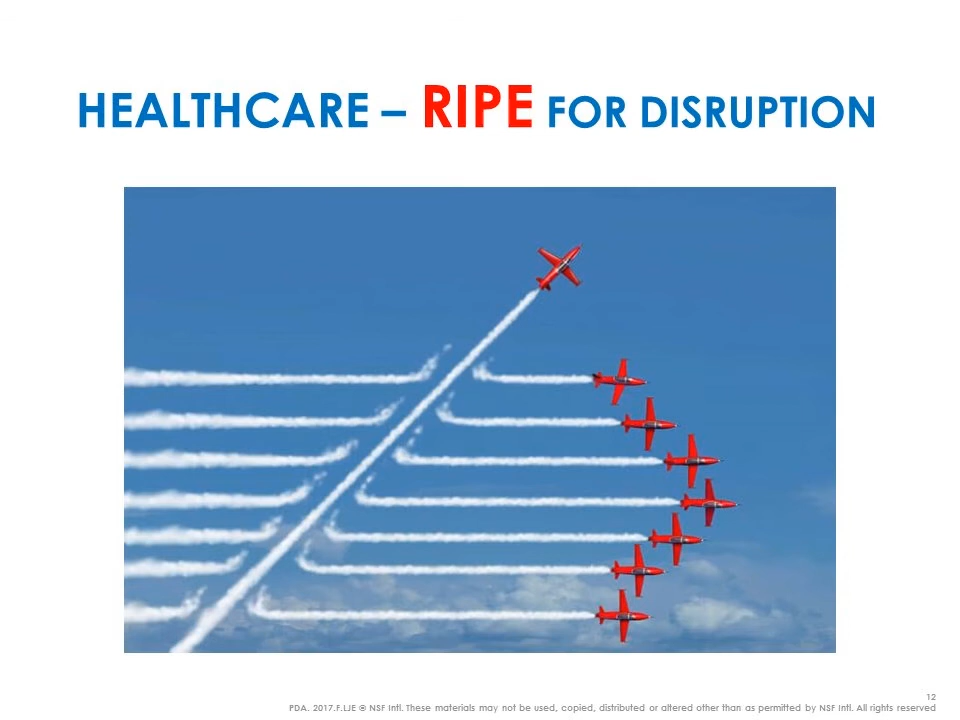 HEALTHCARE – RIPE FOR DISRUPTION
12
PDA. 2017.F.LJE ® NSF Intl. These materials may not be used, copied, distributed or altered other than as permitted by NSF Intl. All rights reserved